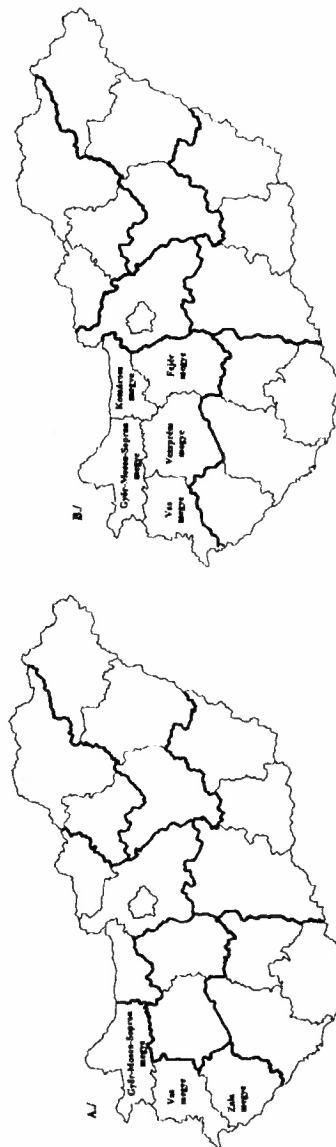 A./
Győr-Moson-Sopron
megye
Vas
megye
Zala
megye
B./
Győr-Moson-Sopron
megye
Komárom
megye
Vas
megye
Veszprém
megye
Fejér
megye